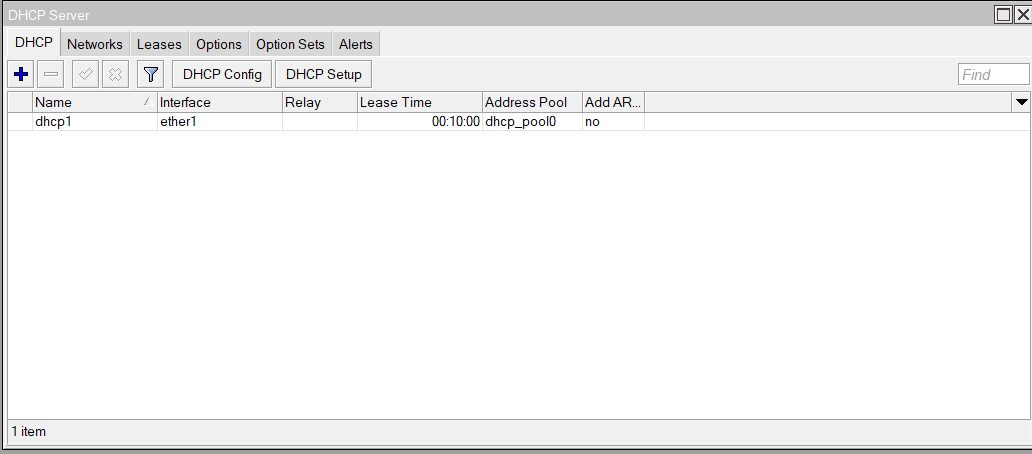 DHCP Server
DHCP Networks Leases Options Option Sets Alerts
DHCP Config DHCP Setup Find
Name Interface Relay Lease Time Address Pool Add AR...
dhcp1 ether1 00:10:00 dhcp_pool0 no
1 item